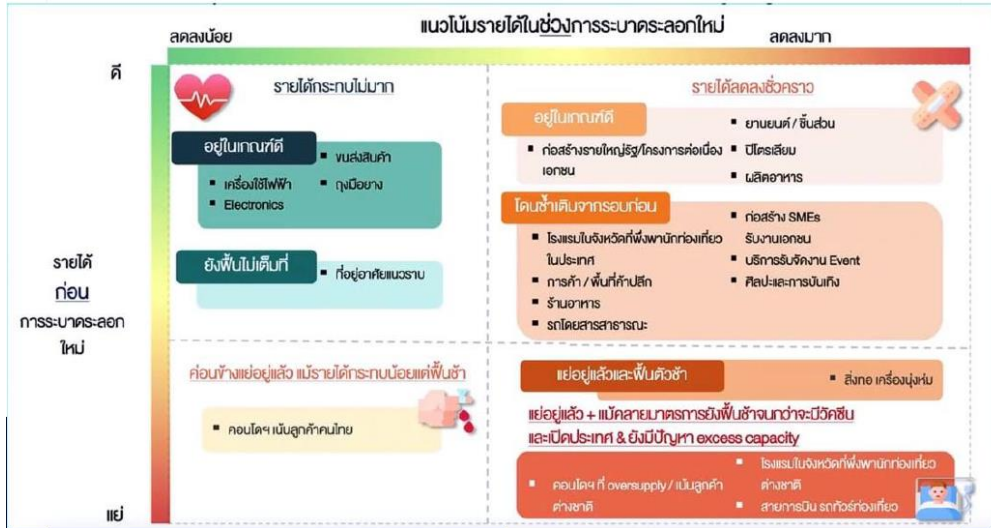 แนวโน้มรายได้ในช่วงการระบาดระลอกใหม่
ลดลงน้อย
ลดลงมาก
ดี
รายได้
ก่อน
การระบาดระลอก
ใหม่
แย่
รายได้กระทบไม่มาก
อยู่ในเกณฑ์ดี
▪ เครื่องใช้ไฟฟ้า
▪ Electronics
▪ ขนส่งสินค้า
▪ ถุงมือยาง
ยังฟื้นไม่เต็มที่
▪ ที่อยู่อาศัยแนวราบ
รายได้ลดลงชั่วคราว
อยู่ในเกณฑ์ดี
▪ ก่อสร้างรายใหญ่รัฐ/โครงการต่อเนื่อง
เอกชน
▪ ยานยนต์ / ชิ้นส่วน
▪ ปิโตรเลียม
▪ ผลิตอาหาร
โดนซ้ำเติมจากรอบก่อน
▪ โรงแรมในจังหวัดที่พึ่งพานักท่องเที่ยว
ในประเทศ
▪ การค้า / พื้นที่ค้าปลีก
▪ ร้านอาหาร
▪ รถโดยสารสาธารณะ
▪ ก่อสร้าง SMEs
รับงานเอกชน
▪ บริการรับจัดงาน Event
▪ ศิลปะและการบันเทิง
ค่อนข้างแย่อยู่แล้ว แม้รายได้กระทบน้อยแต่ฟื้นช้า
▪ คอนโดฯ เน้นลูกค้าคนไทย
แย่อยู่แล้วและฟื้นตัวช้า
▪ สิ่งทอ เครื่องนุ่งห่ม
แย่อยู่แล้ว + แม้คลายมาตรการยังฟื้นช้าจนกว่าจะมีวัคซีน
และเปิดประเทศ & ยังมีปัญหา excess capacity
▪ คอนโดฯ ที่ oversupply / เน้นลูกค้า
ต่างชาติ
▪ โรงแรมในจังหวัดที่พึ่งพานักท่องเที่ยว
ต่างชาติ
▪ สายการบิน รถทัวร์ท่องเที่ยว